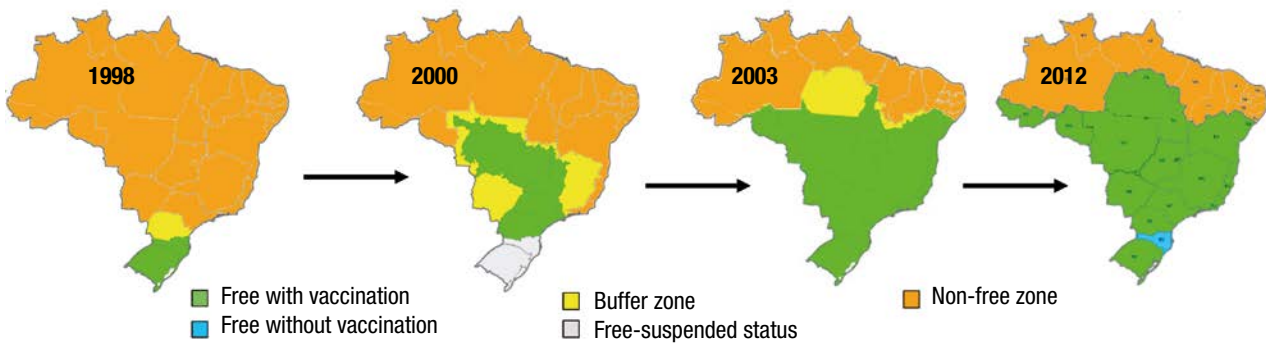 1998
2000
2003
2012
Free with vaccination
Buffer zone
Non-free zone
Free without vaccination
Free-suspended status